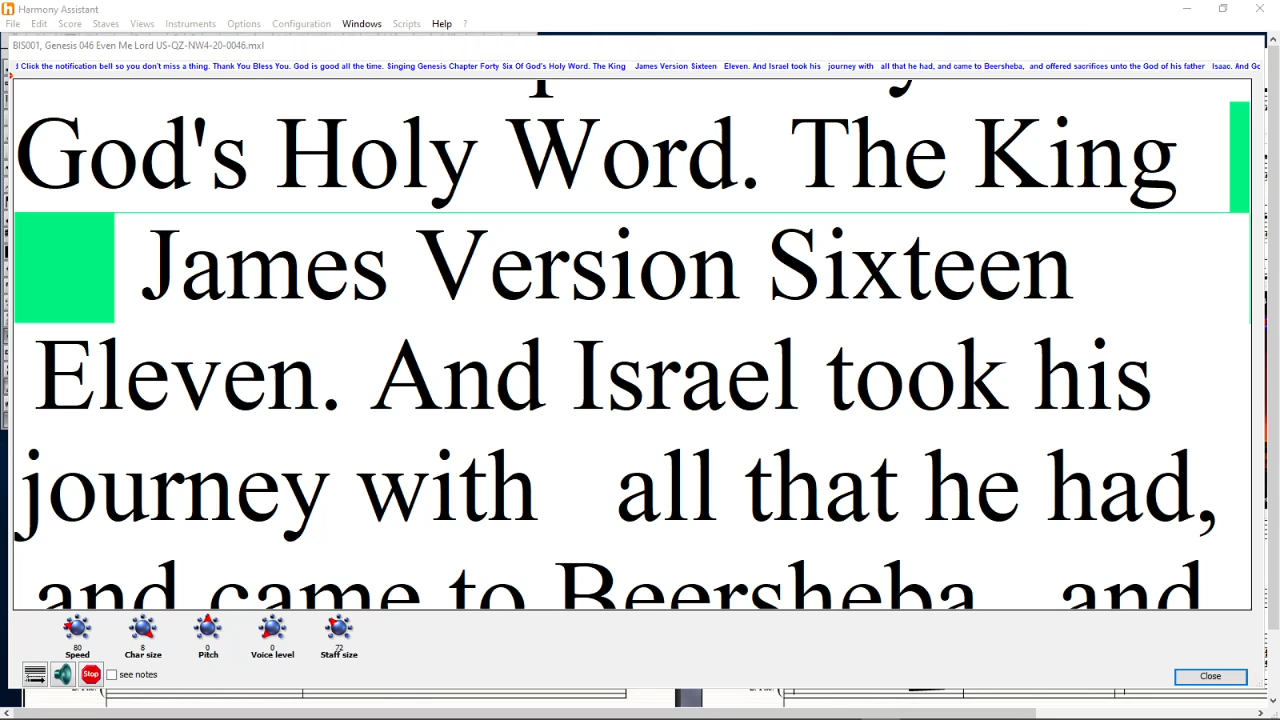 Harmony Assistant
File Edit Score Staves Views Instruments Options Configuration Windows Scripts Help ?
BIS001, Genesis 046 Even Me Lord US-QZ-NW4-20-0046.mxl
Click the notification bell so you don't miss a thing. Thank You Bless You. God is good all the time. Singing Genesis Chapter Forty Six Of God's Holy Word. The King James Version Sixteen Eleven. And Israel took his journey with all that he had, and came to Beersheba, and offered sacrifices unto the God of his father Isaac. And Go
God's Holy Word. The King
James Version Sixteen
Eleven. And Israel took his
journey with all that he had,
and came to Beersheba, and
80 8 0 0 72
Speed Char size Pitch Voice level Staff size
Stop see notes
Close